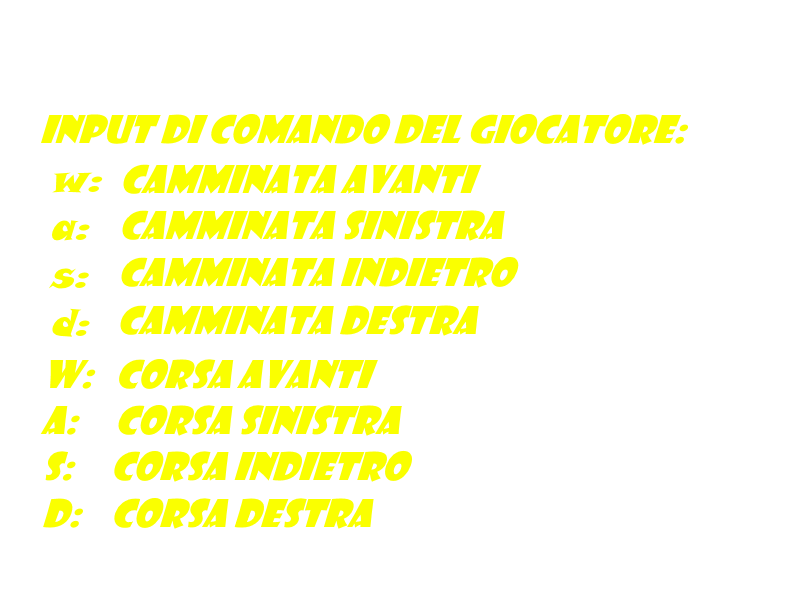 INPUT DI COMANDO DEL GIOCATORE:
w: CAMMINATA AVANTI
a: CAMMINATA SINISTRA
s: CAMMINATA INDIETRO
d: CAMMINATA DESTRA
W: CORSA AVANTI
A: CORSA SINISTRA
S: CORSA INDIETRO
D: CORSA DESTRA